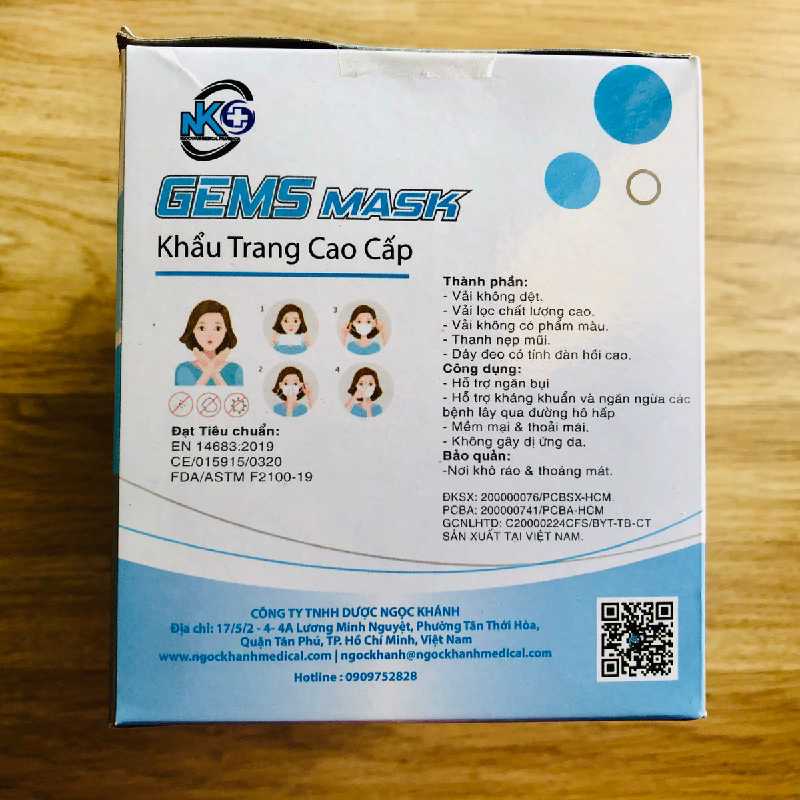 NK
GEMS MASK
Khẩu Trang Cao Cấp
1
3
2
4
Đạt Tiêu chuẩn:
EN 14683:2019
CE/015915/0320
FDA/ASTM F2100-19
Thành phần:
- Vải không dệt.
- Vải lọc chất lượng cao.
- Vải không có phẩm màu.
- Thanh nẹp mũi.
- Dây đeo có tính đàn hồi cao.
Công dụng:
- Hỗ trợ ngăn bụi
- Hỗ trợ kháng khuẩn và ngăn ngừa các
bệnh lây qua đường hô hấp
- Mềm mại & thoải mái.
- Không gây dị ứng da.
Bảo quản:
-Nơi khô ráo & thoáng mát.
ĐKSX: 200000076/PCBSX-HCM
PCBA: 200000741/PCBA-HCM
GCNLHTD: C20000224CFS/BYT-TB-CT
SẢN XUẤT TẠI VIỆT NAM.
CÔNG TY TNHH DƯỢC NGỌC KHÁNH
Địa chỉ: 17/5/2 - 4- 4A Lương Minh Nguyệt, Phường Tân Thới Hòa,
Quận Tân Phú, TP. Hồ Chí Minh, Việt Nam
www.ngockhanhmedical.com | ngockhanh@ngockhanhmedical.com
Hotline : 0909752828